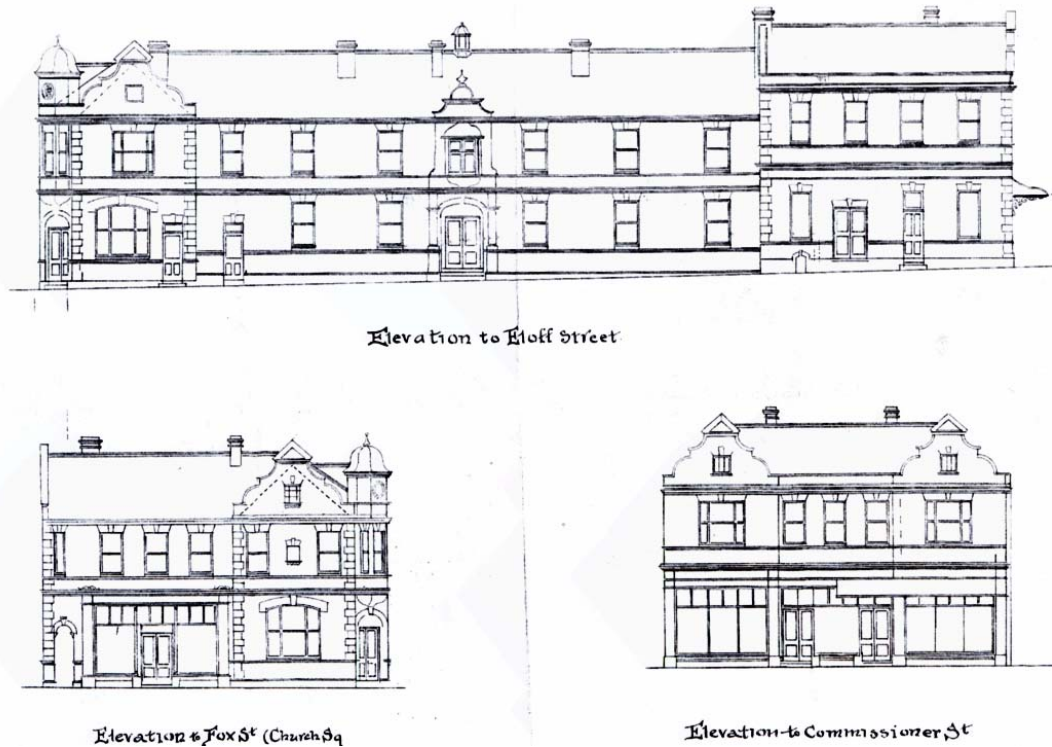 Elevation to Eloff Street
Elevation to Fox St (Church Sq
Elevation to Commissioner St